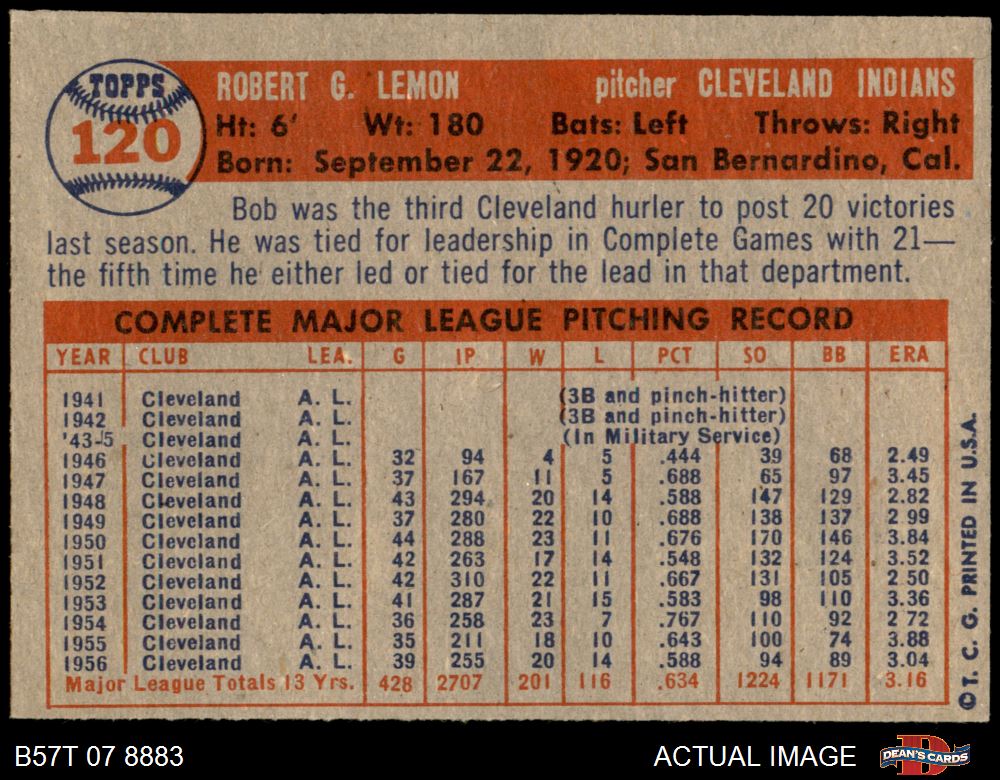 TOPPS
120
ROBERT G. LEMON pitcher CLEVELAND INDIANS
Ht: 6' Wt: 180 Bats: Left Throws: Right
Born: September 22, 1920; San Bernardino, Cal.
Bob was the third Cleveland hurler to post 20 victories
last season. He was tied for leadership in Complete Games with 21—
the fifth time he either led or tied for the lead in that department.
COMPLETE MAJOR LEAGUE PITCHING RECORD
YEAR CLUB LEA. G IP W L PCT SO BB ERA
1941 Cleveland A. L. (3B and pinch-hitter)
1942 Cleveland A. L. (3B and pinch-hitter)
'43-5 Cleveland A. L. (In Military Service)
1946 Cleveland A. L. 32 94 4 5 .444 39 68 2.49
1947 Cleveland A. L. 37 167 11 5 .688 65 97 3.45
1948 Cleveland A. L. 43 294 20 14 .588 147 129 2.82
1949 Cleveland A. L. 37 280 22 10 .688 138 137 2 99
1950 Cleveland A. L. 44 288 23 11 .676 170 146 3.84
1951 Cleveland A. L. 42 263 17 14 .548 132 124 3.52
1952 Cleveland A. L. 42 310 22 11 .667 131 105 2.50
1953 Cleveland A. L. 41 287 21 15 .583 98 110 3.36
1954 Cleveland A. L. 36 258 23 7 .767 110 92 2 72
1955 Cleveland A. L. 35 211 18 10 .643 100 74 3.88
1956 Cleveland A. L. 39 255 20 14 .588 94 89 3.04
Major League Totals 13 Yrs. 428 2707 201 116 .634 1224 1171 3.16
©T. C. G. PRINTED IN U.S.A.
B57T 07 8883 ACTUAL IMAGE
D
DEAN'S CARDS